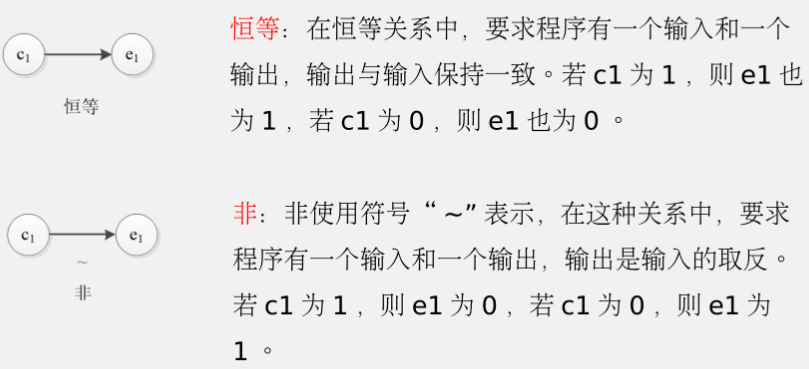 c₁
e₁
恒等
恒等：在恒等关系中，要求程序有一个输入和一个
输出，输出与输入保持一致。若 c1 为 1 ，则 e1 也
为 1 ，若 c1 为 0 ，则 e1 也为 0 。
c₁
e₁
~
非
非：非使用符号 “ ~” 表示，在这种关系中，要求
程序有一个输入和一个输出，输出是输入的取反。
若 c1 为 1 ，则 e1 为 0 ，若 c1 为 0 ，则 e1 为
1 。